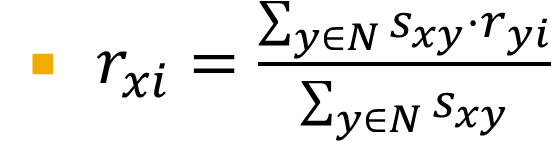 ▪ r_{xi} = \frac{\sum_{y \in N} s_{xy} \cdot r_{yi}}{\sum_{y \in N} s_{xy}}